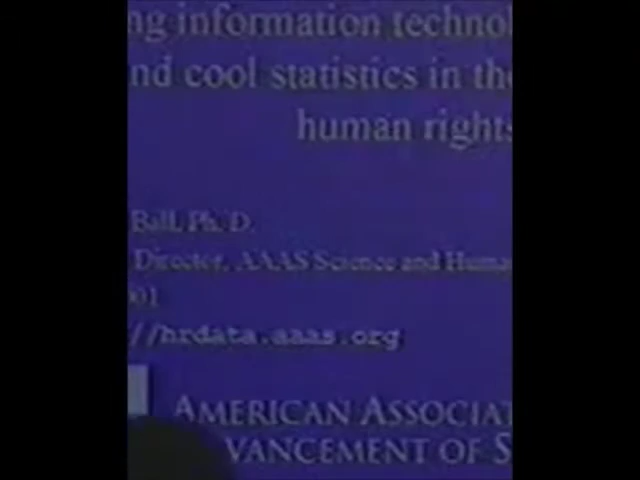 ng information technol
nd cool statistics in the
human rights
Ball, Ph. D.
Director, AAAS Science and Huma
001
//hrdata.aaas.org
AMERICAN ASSOCIAT
VANCEMENT OF S